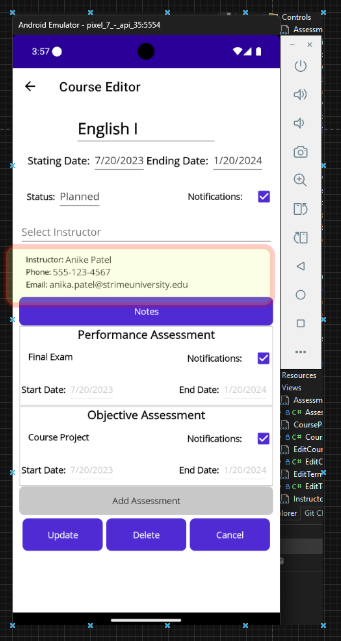 Controls
Android Emulator - pixel_7_-_api_35:5554
Assessm
3:57
Course Editor
English I
Stating Date: 7/20/2023 Ending Date: 1/20/2024
Status: Planned Notifications:
Select Instructor
Instructor: Anike Patel
Phone: 555-123-4567
Email: anika.patel@strimeuniversity.edu
Notes
Performance Assessment
Final Exam Notifications:
Start Date: 7/20/2023 End Date: 1/20/2024
Objective Assessment
Course Project Notifications:
Start Date: 7/20/2023 End Date: 1/20/2024
Add Assessment
Update Delete Cancel
Resources
Views
Assessm
C# Asses
CourseP
C# Cour
EditCour
C# EditC
EditTerm
C# EditT
Instructo
lorer Git Cl